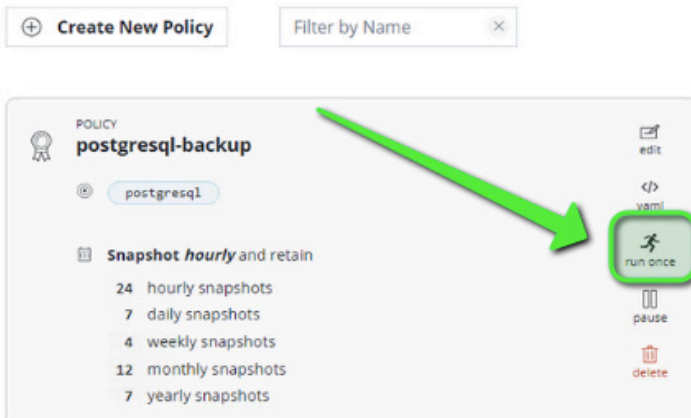 Create New Policy
Filter by Name
POLICY
postgresql-backup
postgresql
Snapshot hourly and retain
24 hourly snapshots
7 daily snapshots
4 weekly snapshots
12 monthly snapshots
7 yearly snapshots
edit
</>
yaml
run once
pause
delete